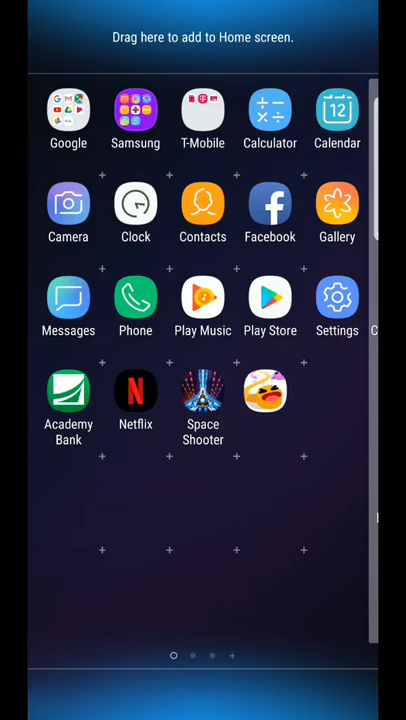 Drag here to add to Home screen.
Google
Samsung
T-Mobile
Calculator
12
Calendar
Camera
Clock
Contacts
Facebook
Gallery
Messages
Phone
Play Music
Play Store
Settings
C
Academy
Bank
Netflix
Space
Shooter